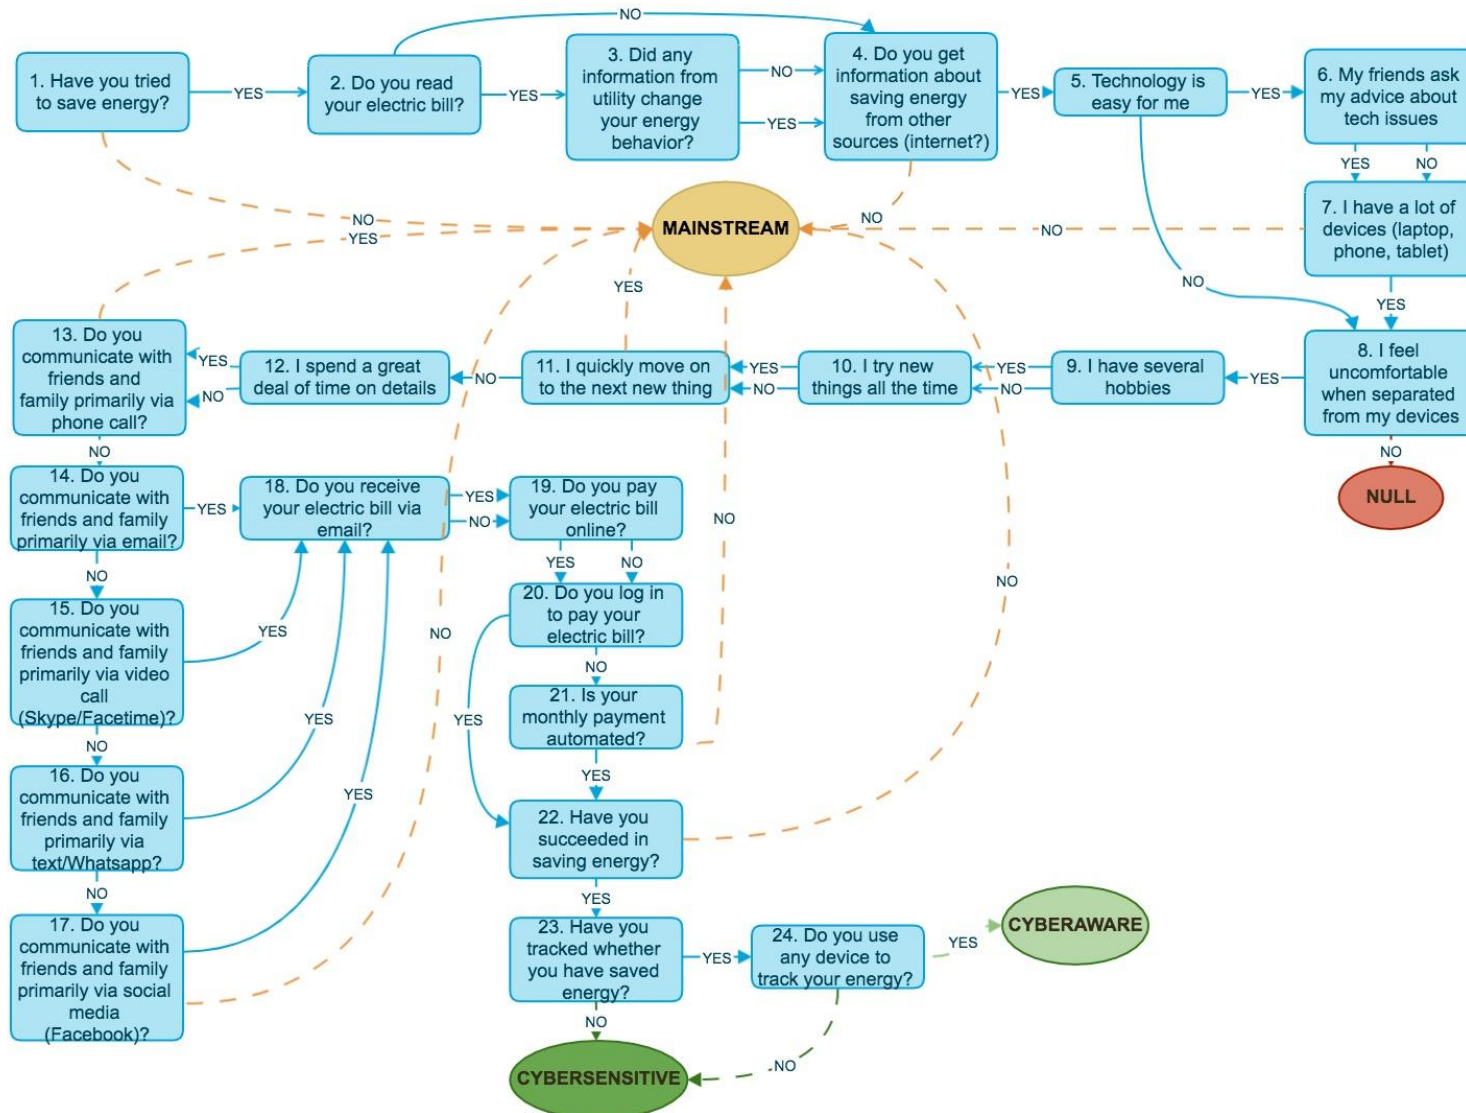 NO
1. Have you tried
to save energy?
YES
2. Do you read
your electric bill?
YES
3. Did any
information from
utility change
your energy
behavior?
NO
YES
4. Do you get
information about
saving energy
from other
sources (internet?)
YES
5. Technology is
easy for me
YES
6. My friends ask
my advice about
tech issues
YES
NO
NO
YES
MAINSTREAM
NO
NO
7. I have a lot of
devices (laptop,
phone, tablet)
YES
NO
YES
13. Do you
communicate with
friends and
family primarily via
phone call?
YES
NO
12. I spend a great
deal of time on details
NO
11. I quickly move on
to the next new thing
YES
NO
10. I try new
things all the time
YES
NO
9. I have several
hobbies
YES
8. I feel
uncomfortable
when separated
from my devices
NO
NO
NULL
14. Do you
communicate with
friends and family
primarily via email?
YES
18. Do you receive
your electric bill via
email?
YES
NO
19. Do you pay
your electric bill
online?
NO
YES
NO
NO
NO
15. Do you
communicate with
friends and family
primarily via video
call
(Skype/Facetime)?
YES
NO
20. Do you log in
to pay your
electric bill?
NO
YES
21. Is your
monthly payment
automated?
NO
YES
YES
16. Do you
communicate with
friends and family
primarily via
text/Whatsapp?
YES
22. Have you
succeeded in
saving energy?
NO
YES
17. Do you
communicate with
friends and family
primarily via social
media
(Facebook)?
23. Have you
tracked whether
you have saved
energy?
YES
24. Do you use
any device to
track your energy?
YES
CYBERAWARE
NO
NO
CYBERSENSITIVE